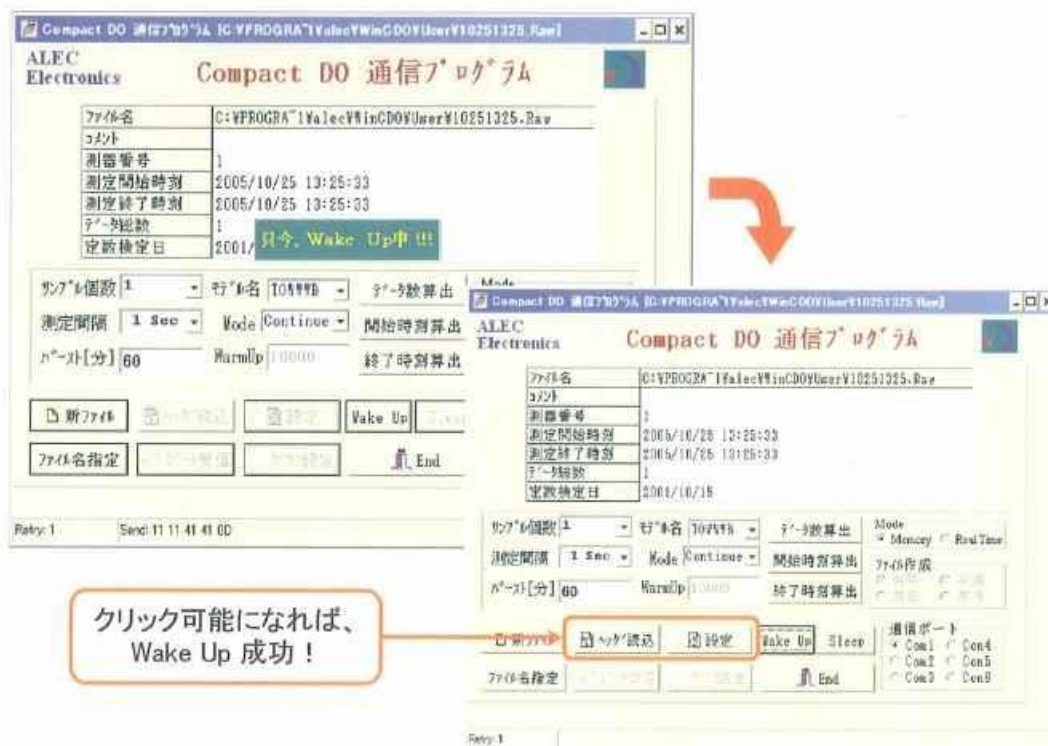 Compact DO 通信ﾌﾟﾛｸﾞﾗﾑ [C:¥PROGRA~1¥alec¥WinCDO¥User¥10251325.Raw]
ALEC
Electronics
Compact DO 通信ﾌﾟﾛｸﾞﾗﾑ
ﾌｧｲﾙ名 C:¥PROGRA~1¥alec¥WinCDO¥User¥10251325.Raw
ｺﾒﾝﾄ
測器番号 1
測定開始時刻 2005/10/25 13:25:33
測定終了時刻 2005/10/25 13:25:33
ﾃﾞｰﾀ総数 1
定数検定日 2001/
只今、Wake Up中 !!!
ｻﾝﾌﾟﾙ個数 1 ﾓﾃﾞﾙ名 ﾃﾞｰﾀ数算出 Mode
測定間隔 1 Sec Mode Continue 開始時刻算出
ﾊﾞｰｽﾄ[分] 60 WarmUp 10000 終了時刻算出
新ﾌｧｲﾙ Wake Up
ﾌｧｲﾙ名指定 End
Retry: 1 Send: 11 11 41 41 0D
Compact DO 通信ﾌﾟﾛｸﾞﾗﾑ [C:¥PROGRA~1¥alec¥WinCDO¥User¥10251325.Raw]
ALEC
Electronics
Compact DO 通信ﾌﾟﾛｸﾞﾗﾑ
ﾌｧｲﾙ名 C:¥PROGRA~1¥alec¥WinCDO¥User¥10251325.Raw
ｺﾒﾝﾄ
測器番号 1
測定開始時刻 2005/10/25 13:25:33
測定終了時刻 2005/10/25 13:25:33
ﾃﾞｰﾀ総数 1
定数検定日 2001/10/15
ｻﾝﾌﾟﾙ個数 1 ﾓﾃﾞﾙ名 ﾃﾞｰﾀ数算出 Mode
Memory Real Time
測定間隔 1 Sec Mode Continue 開始時刻算出 ﾌｧｲﾙ作成
ﾊﾞｰｽﾄ[分] 60 WarmUp 10000 終了時刻算出
新ﾌｧｲﾙ ﾍｯﾀﾞ読込 設定 Wake Up Sleep 通信ポート
Com1 Com4
Com2 Com5
ﾌｧｲﾙ名指定 End Com3 Com6
Retry: 1
クリック可能になれば、
Wake Up 成功！